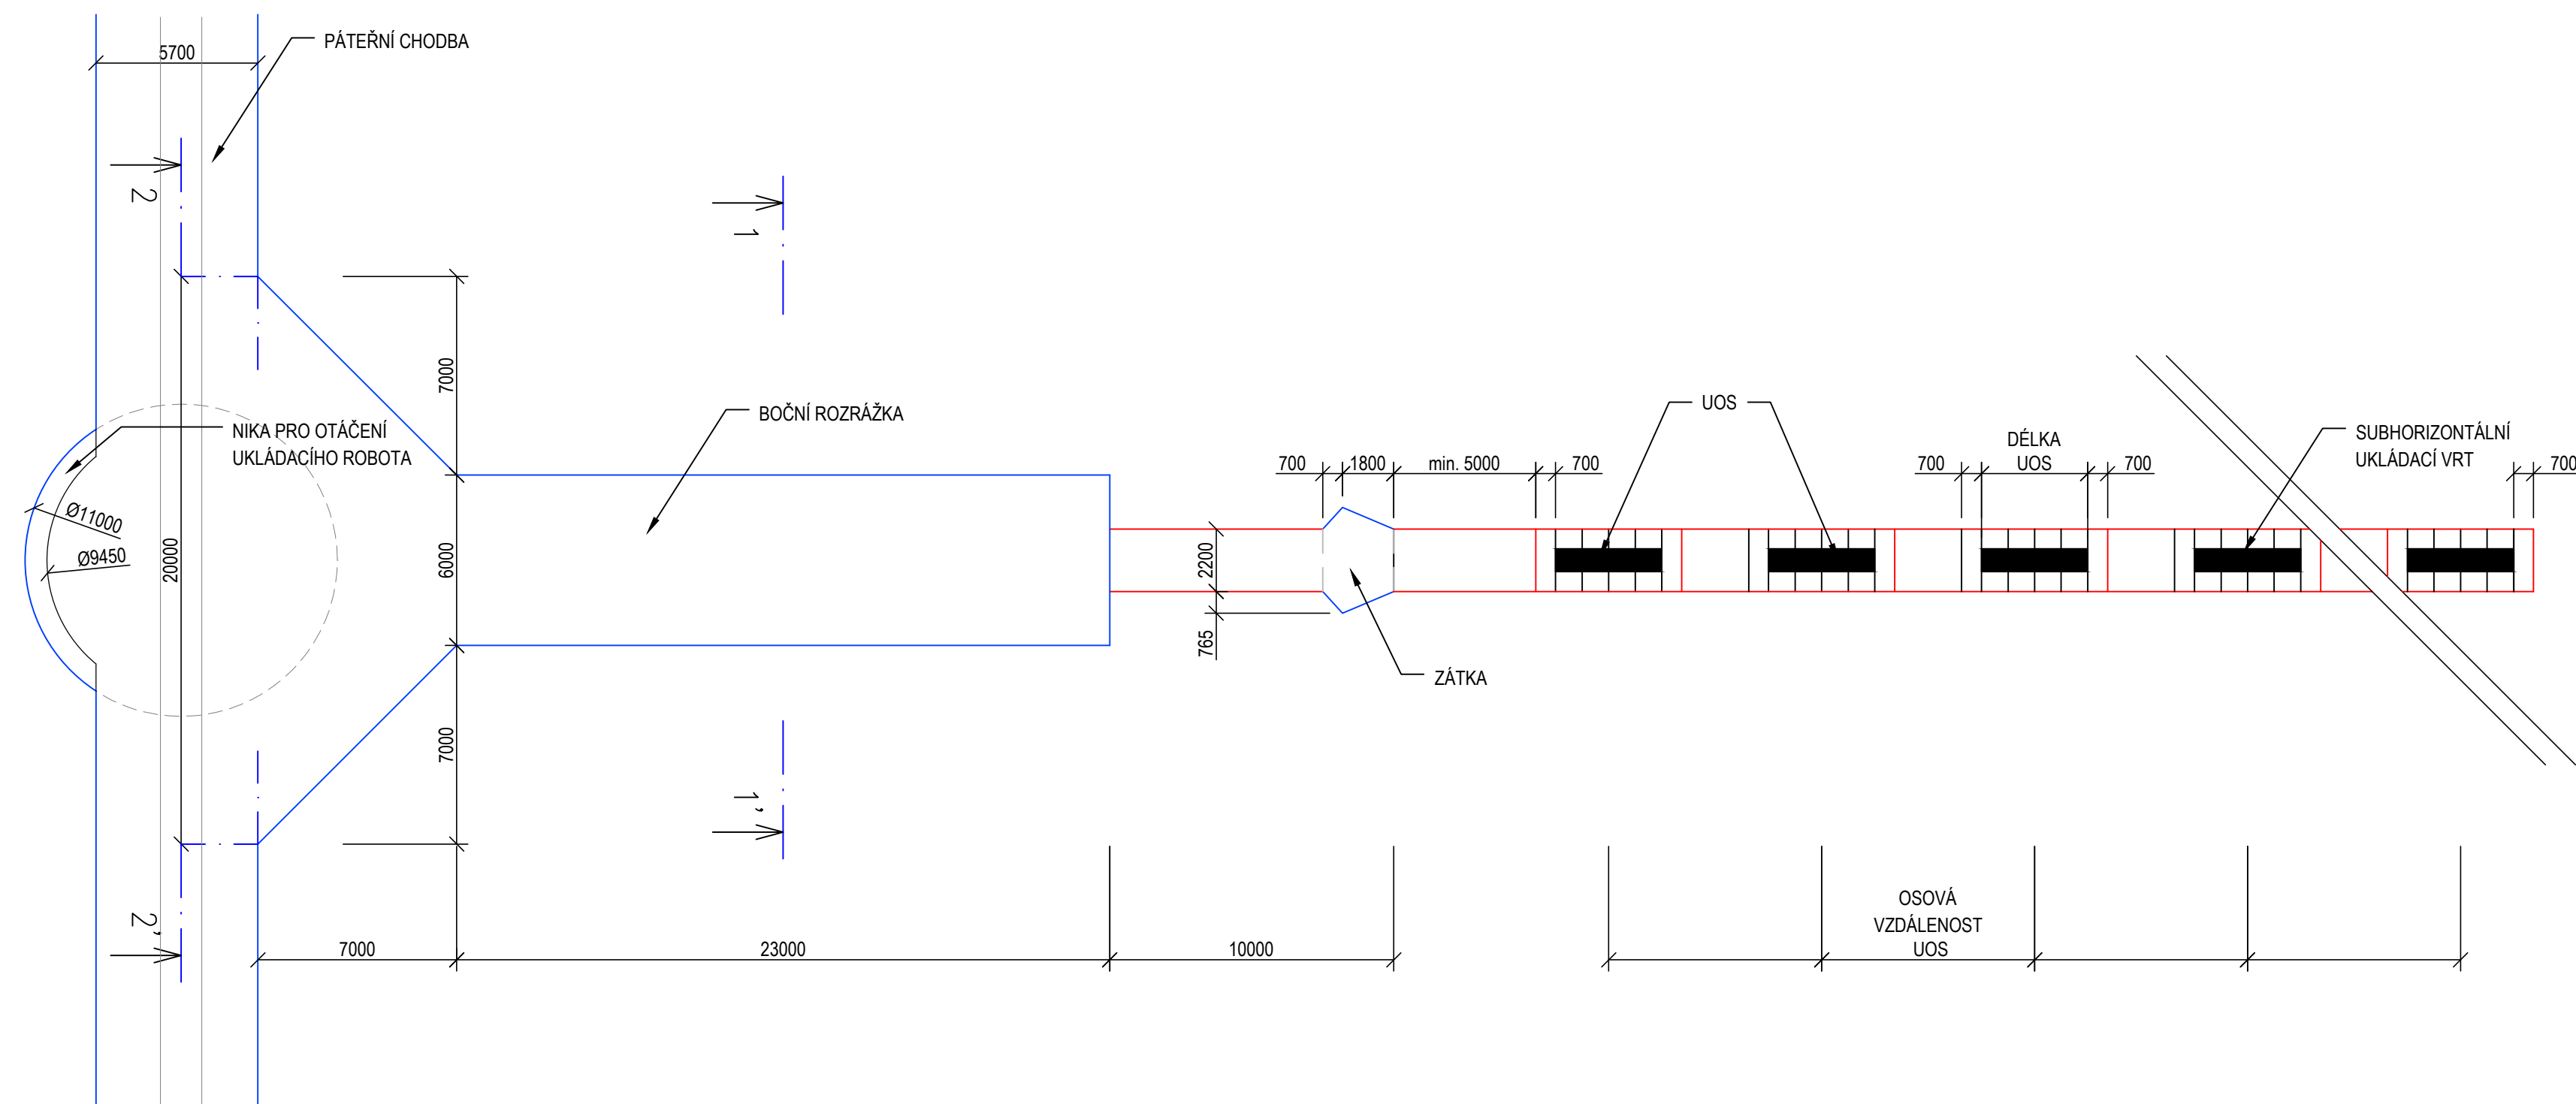 5700
PÁTEŘNÍ CHODBA
2
1
7000
BOČNÍ ROZRÁŽKA
UOS
NIKA PRO OTÁČENÍ
UKLÁDACÍHO ROBOTA
DÉLKA
UOS
SUBHORIZONTÁLNÍ
UKLÁDACÍ VRT
700
1800
min. 5000
700
700
700
700
Ø11000
Ø9450
20000
6000
2200
765
ZÁTKA
7000
1'
2'
OSOVÁ
VZDÁLENOST
UOS
7000
23000
10000